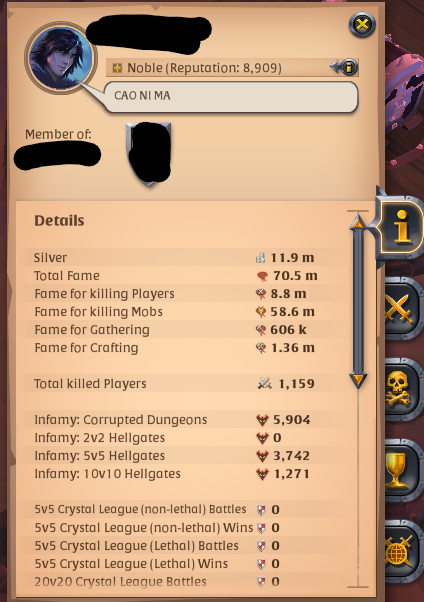 Noble (Reputation: 8,909)
CAO NI MA
Member of:
Details
Silver 11.9 m
Total Fame 70.5 m
Fame for killing Players 8.8 m
Fame for killing Mobs 58.6 m
Fame for Gathering 606 k
Fame for Crafting 1.36 m
Total killed Players 1,159
Infamy: Corrupted Dungeons 5,904
Infamy: 2v2 Hellgates 0
Infamy: 5v5 Hellgates 3,742
Infamy: 10v10 Hellgates 1,271
5v5 Crystal League (non-lethal) Battles 0
5v5 Crystal League (non-lethal) Wins 0
5v5 Crystal League (Lethal) Battles 0
5v5 Crystal League (Lethal) Wins 0
20v20 Crystal League Battles 0